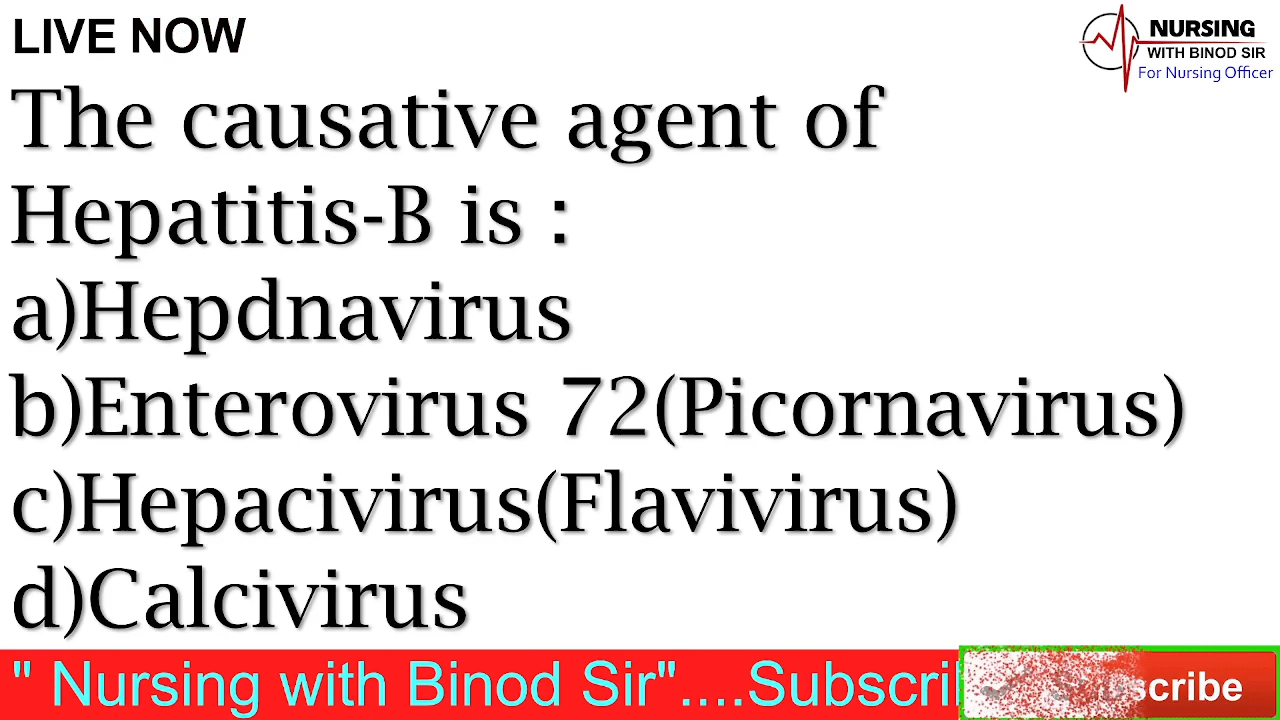 LIVE NOW
NURSING
WITH BINOD SIR
For Nursing Officer
The causative agent of
Hepatitis-B is :
a)Hepdnavirus
b)Enterovirus 72(Picornavirus)
c)Hepacivirus(Flavivirus)
d)Calcivirus
" Nursing with Binod Sir"....Subscri
scribe